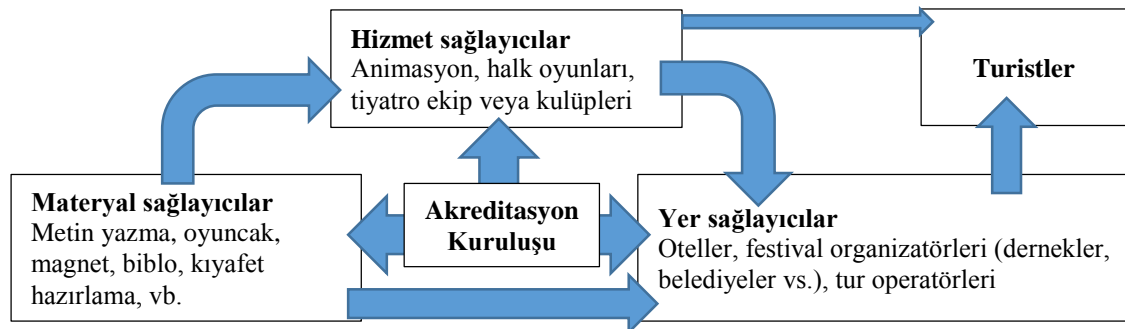 Hizmet sağlayıcılar
Animasyon, halk oyunları,
tiyatro ekip veya kulüpleri
Turistler
Materyal sağlayıcılar
Metin yazma, oyuncak,
magnet, biblo, kıyafet
hazırlama, vb.
Akreditasyon
Kuruluşu
Yer sağlayıcılar
Oteller, festival organizatörleri (dernekler,
belediyeler vs.), tur operatörleri